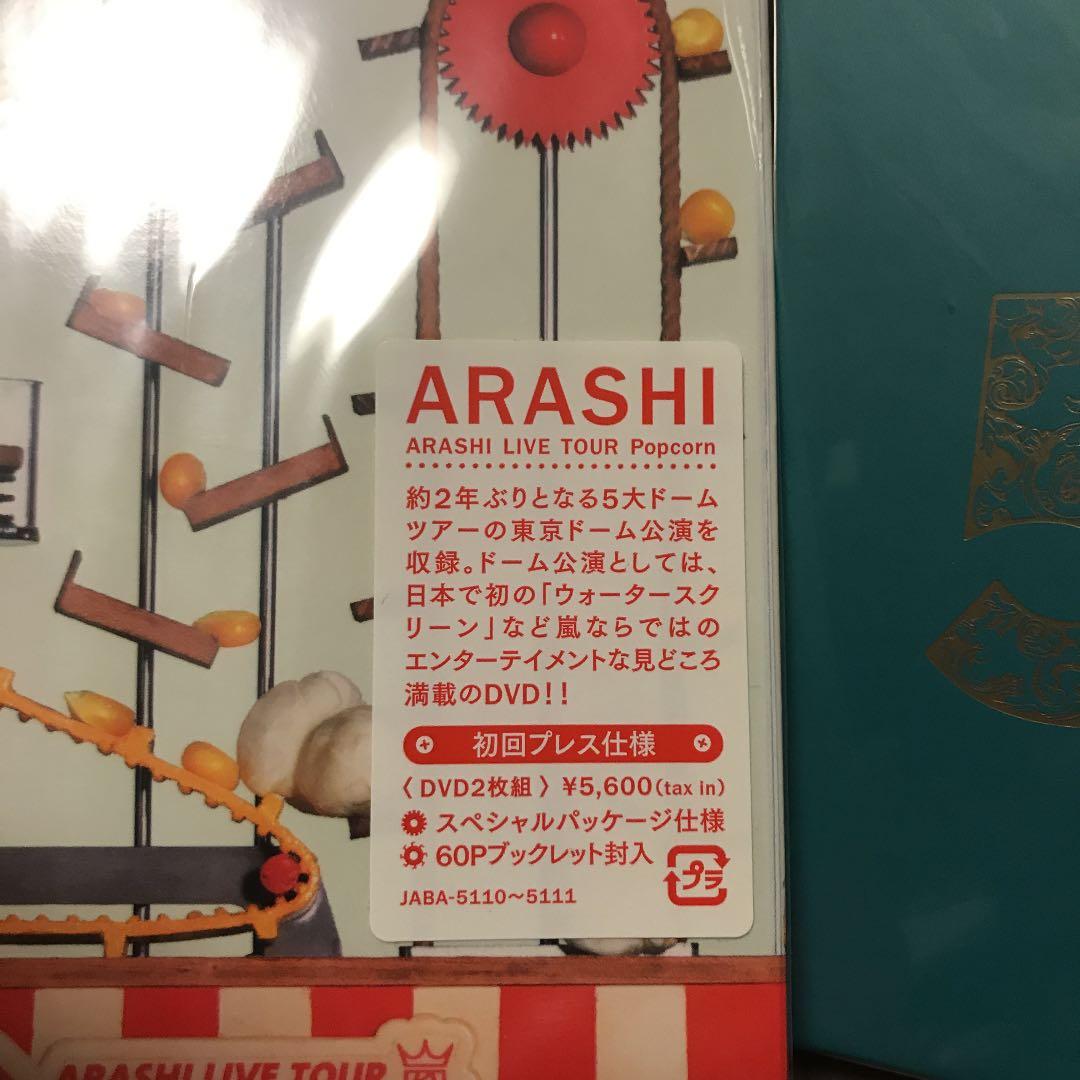 ARASHI
ARASHI LIVE TOUR Popcorn
約2年ぶりとなる5大ドーム
ツアーの東京ドーム公演を
収録。ドーム公演としては、
日本で初の「ウォータースク
リーン」など嵐ならではの
エンターテイメントな見どころ
満載のDVD!!
初回プレス仕様
〈 DVD2枚組 〉 ¥5,600(tax in)
スペシャルパッケージ仕様
60Pブックレット封入
プラ
JABA-5110〜5111
ARASHI LIVE TOUR
5